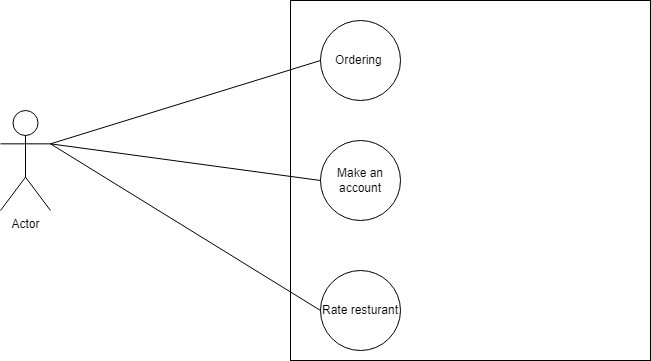 Ordering
Make an
account
Actor
Rate resturant